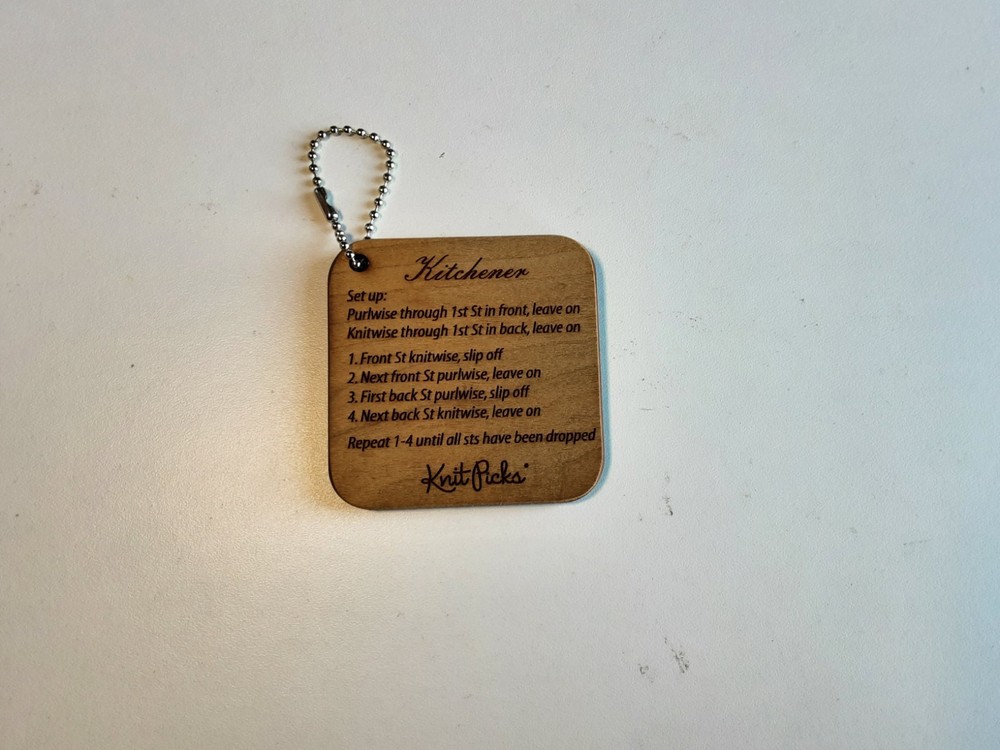 Kitchener
Set up:
Purlwise through 1st St in front, leave on
Knitwise through 1st St in back, leave on
1. Front St knitwise, slip off
2. Next front St purlwise, leave on
3. First back St purlwise, slip off
4. Next back St knitwise, leave on
Repeat 1-4 until all sts have been dropped
Knit Picks®